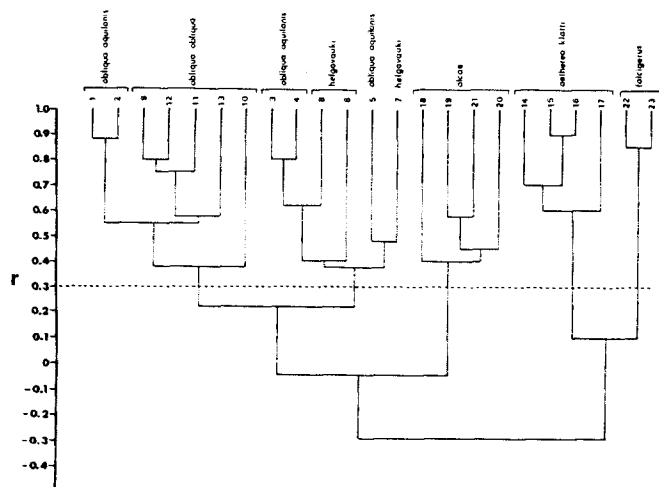 obliqua aquilonis
obliqua obliqua
obliqua aquilonis
helgavauki
obliqua aquilonis
helgavauki
alcae
aetherea klatti
falcigerus
1 2 9 12 11 13 10 3 4 8 6 5 7 18 19 21 20 14 15 16 17 22 23
1.0
0.9
0.8
0.7
0.6
0.5
0.4
0.3
0.2
0.1
0
-0.1
-0.2
-0.3
-0.4